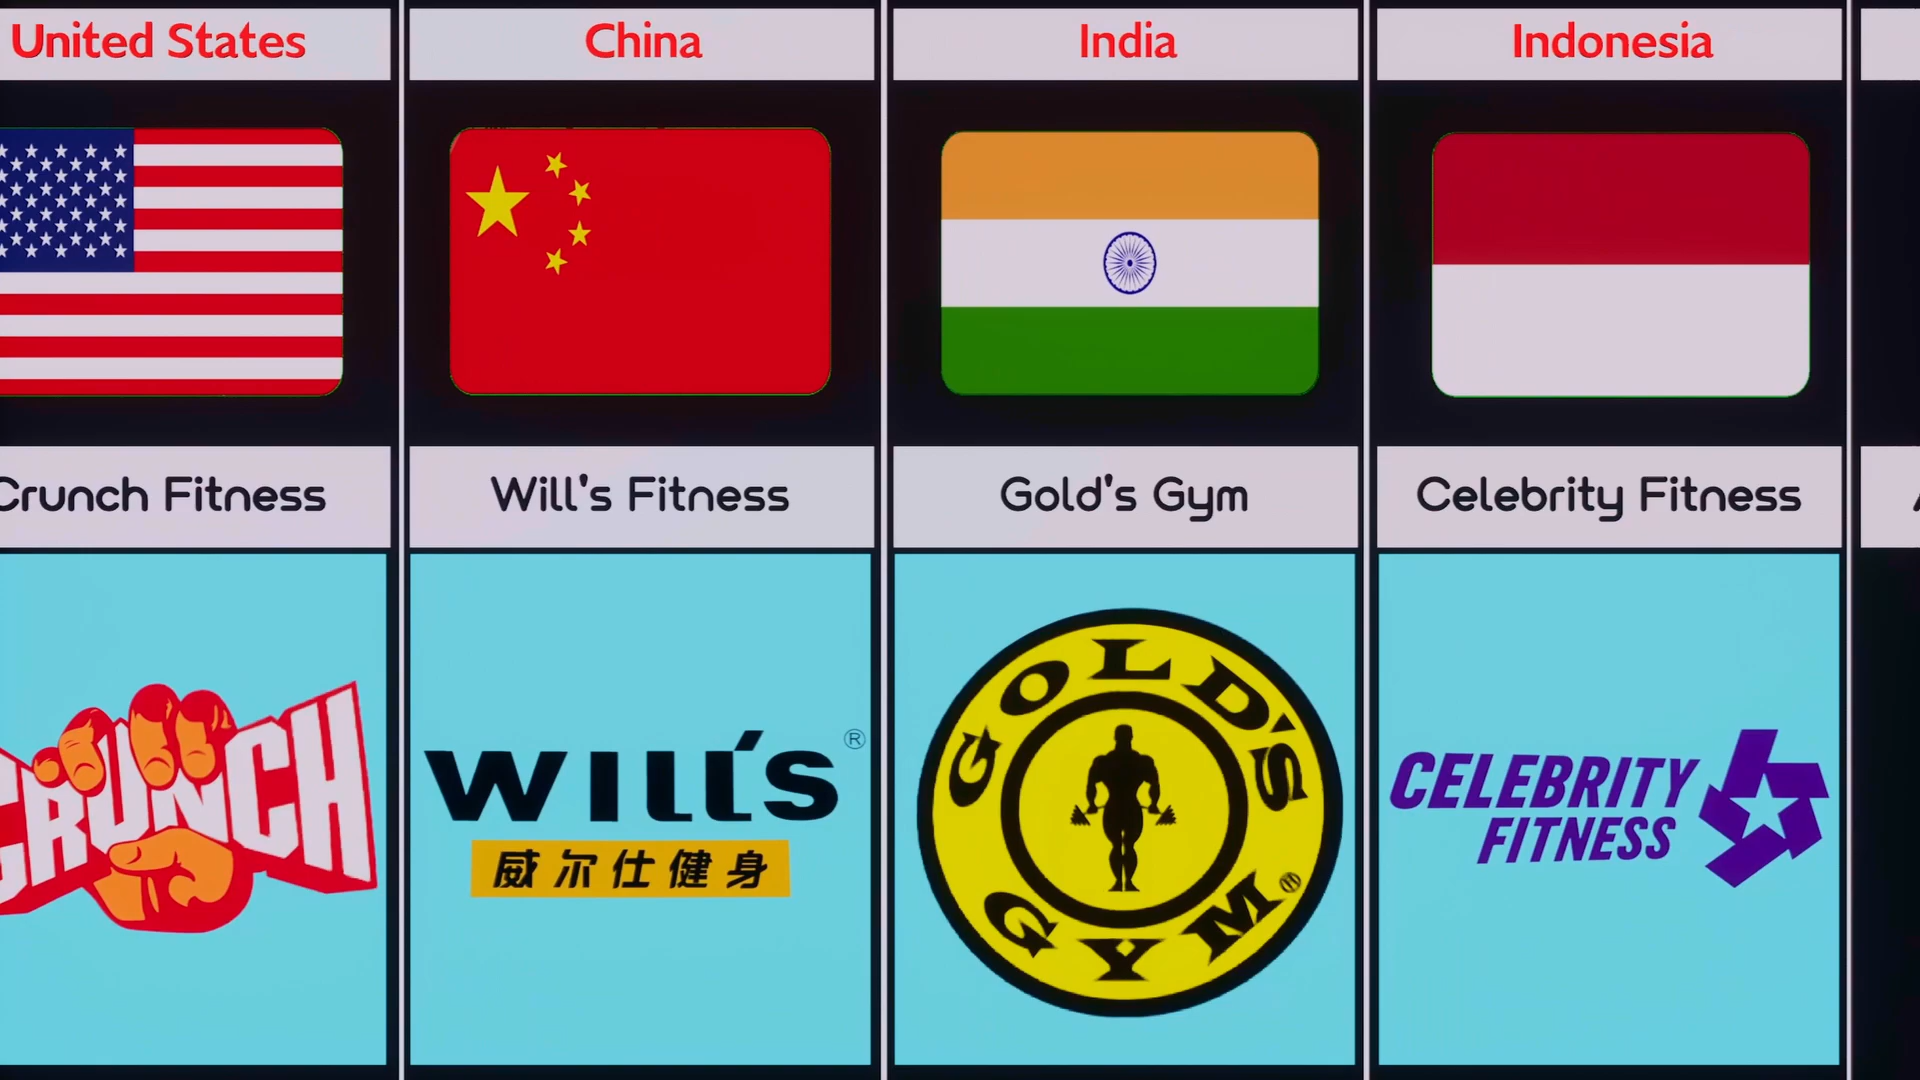 United States
China
India
Indonesia
Crunch Fitness
Will's Fitness
Gold's Gym
Celebrity Fitness
CRUNCH
WILL'S ®
威尔仕健身
GOLD'S
GYM ®
CELEBRITY
FITNESS